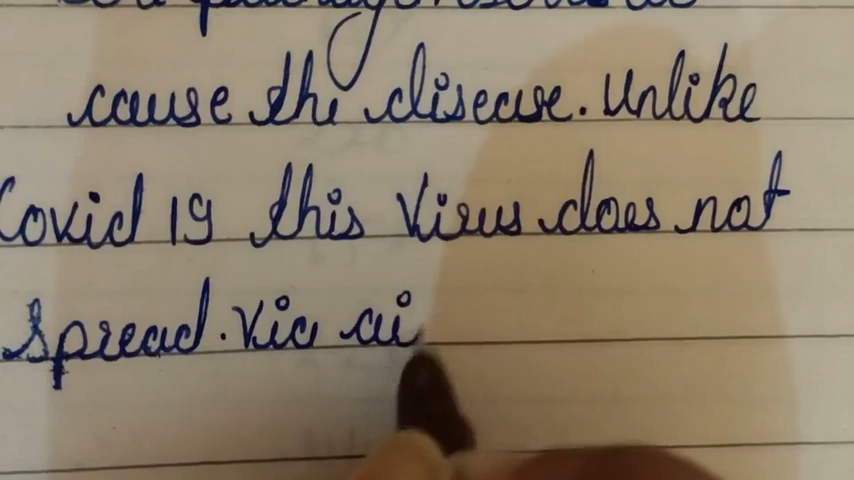 cause the disease. Unlike
Covid 19 this virus does not
spread. via ai